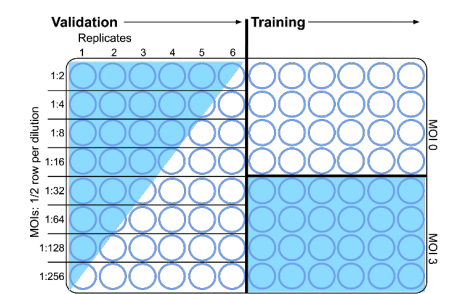 Validation
Training
Replicates
1 2 3 4 5 6
1:2
1:4
1:8
1:16
1:32
1:64
1:128
1:256
MOIs: 1/2 row per dilution
MOI 0
MOI 3